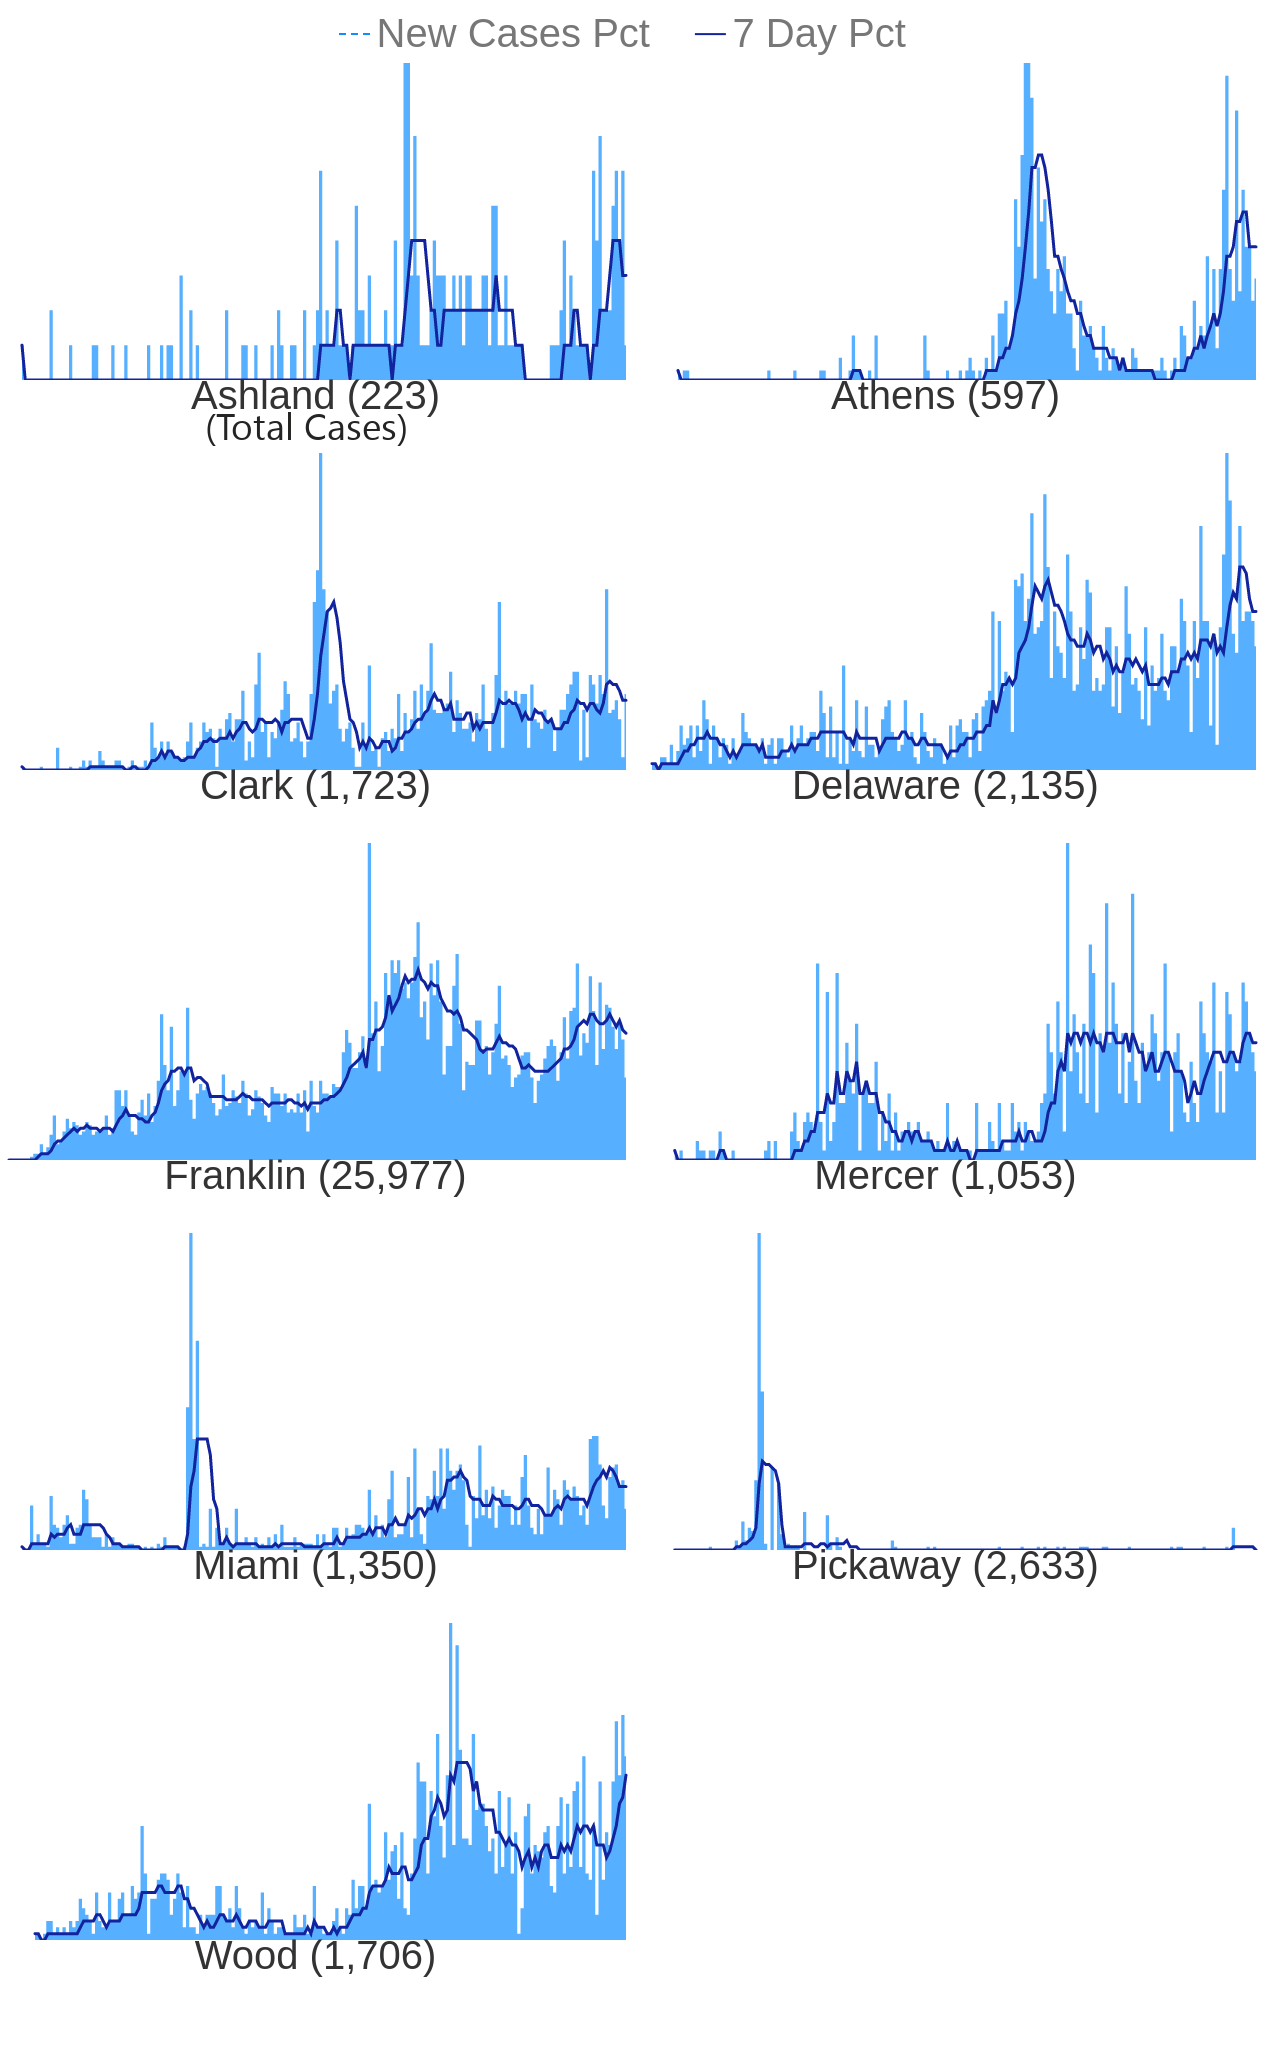 New Cases Pct 7 Day Pct
Ashland (223) Athens (597)
(Total Cases)
Clark (1,723) Delaware (2,135)
Franklin (25,977) Mercer (1,053)
Miami (1,350) Pickaway (2,633)
Wood (1,706)